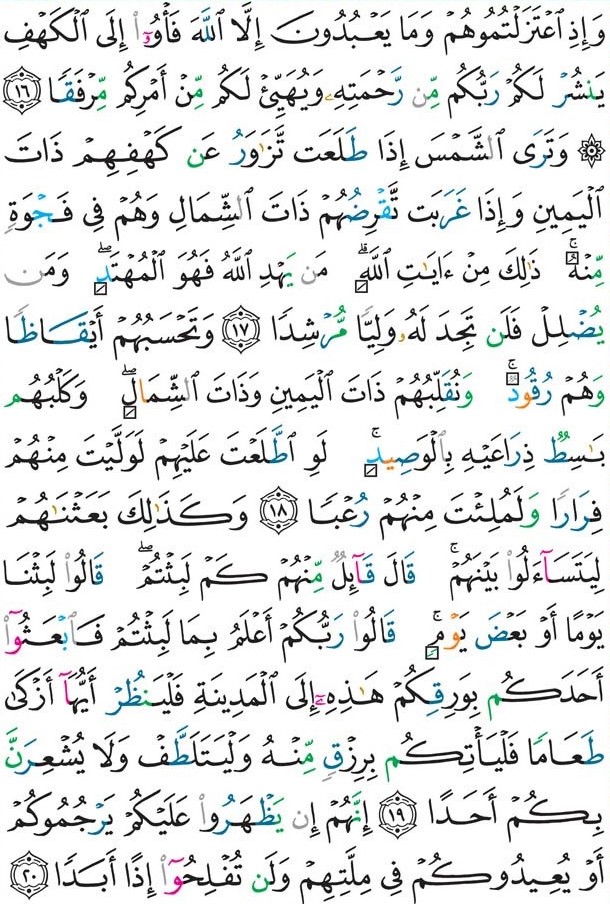 وَإِذِ ٱعۡتَزَلۡتُمُوهُمۡ وَمَا يَعۡبُدُونَ إِلَّا ٱللَّهَ فَأۡوُۥٓاْ إِلَى ٱلۡكَهۡفِ
يَنشُرۡ لَكُمۡ رَبُّكُم مِّن رَّحۡمَتِهِۦ وَيُهَيِّئۡ لَكُم مِّنۡ أَمۡرِكُم مِّرۡفَقٗا ١٦
۞ وَتَرَى ٱلشَّمۡسَ إِذَا طَلَعَت تَّزَٰوَرُ عَن كَهۡفِهِمۡ ذَاتَ
ٱلۡيَمِينِ وَإِذَا غَرَبَت تَّقۡرِضُهُمۡ ذَاتَ ٱلشِّمَالِ وَهُمۡ فِي فَجۡوَةٖ
مِّنۡهُۚ ذَٰلِكَ مِنۡ ءَايَٰتِ ٱللَّهِۗ مَن يَهۡدِ ٱللَّهُ فَهُوَ ٱلۡمُهۡتَدِۖ وَمَن
يُضۡلِلۡ فَلَن تَجِدَ لَهُۥ وَلِيّٗا مُّرۡشِدٗا ١٧ وَتَحۡسَبُهُمۡ أَيۡقَاظٗا
وَهُمۡ رُقُودٞۚ وَنُقَلِّبُهُمۡ ذَاتَ ٱلۡيَمِينِ وَذَاتَ ٱلشِّمَالِۖ وَكَلۡبُهُم
بَٰسِطٞ ذِرَاعَيۡهِ بِٱلۡوَصِيدِۚ لَوِ ٱطَّلَعۡتَ عَلَيۡهِمۡ لَوَلَّيۡتَ مِنۡهُمۡ
فِرَارٗا وَلَمُلِئۡتَ مِنۡهُمۡ رُعۡبٗا ١٨ وَكَذَٰلِكَ بَعَثۡنَٰهُمۡ
لِيَتَسَآءَلُواْ بَيۡنَهُمۡۚ قَالَ قَآئِلٞ مِّنۡهُمۡ كَمۡ لَبِثۡتُمۡۖ قَالُواْ لَبِثۡنَا
يَوۡمًا أَوۡ بَعۡضَ يَوۡمٖۚ قَالُواْ رَبُّكُمۡ أَعۡلَمُ بِمَا لَبِثۡتُمۡ فَٱبۡعَثُوٓاْ
أَحَدَكُم بِوَرِقِكُمۡ هَٰذِهِۦٓ إِلَى ٱلۡمَدِينَةِ فَلۡيَنظُرۡ أَيُّهَآ أَزۡكَىٰ
طَعَامٗا فَلۡيَأۡتِكُم بِرِزۡقٖ مِّنۡهُ وَلۡيَتَلَطَّفۡ وَلَا يُشۡعِرَنَّ
بِكُمۡ أَحَدًا ١٩ إِنَّهُمۡ إِن يَظۡهَرُواْ عَلَيۡكُمۡ يَرۡجُمُوكُمۡ
أَوۡ يُعِيدُوكُمۡ فِي مِلَّتِهِمۡ وَلَن تُفۡلِحُوٓاْ إِذًا أَبَدٗا ٢٠